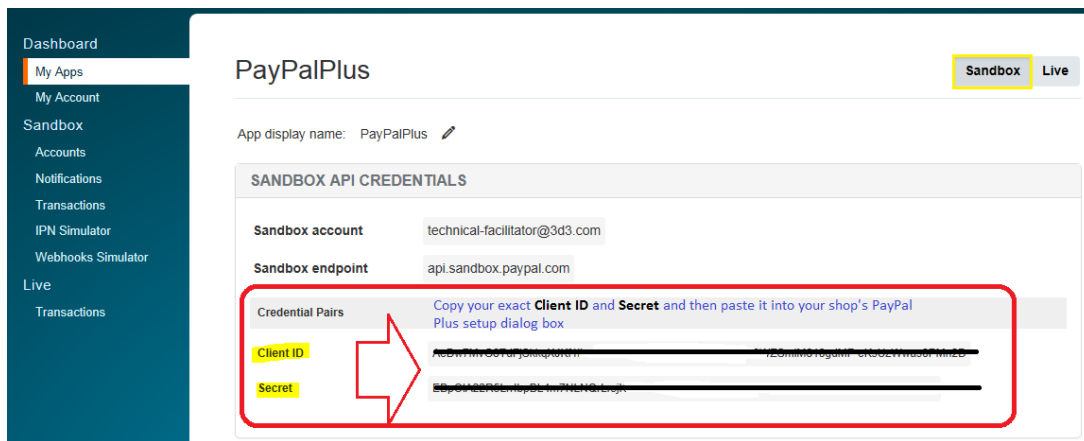 Dashboard
My Apps
My Account
Sandbox
Accounts
Notifications
Transactions
IPN Simulator
Webhooks Simulator
Live
Transactions
PayPalPlus
Sandbox Live
App display name: PayPalPlus
SANDBOX API CREDENTIALS
Sandbox account technical-facilitator@3d3.com
Sandbox endpoint api.sandbox.paypal.com
Credential Pairs Copy your exact Client ID and Secret and then paste it into your shop's PayPal
Plus setup dialog box
Client ID
Secret